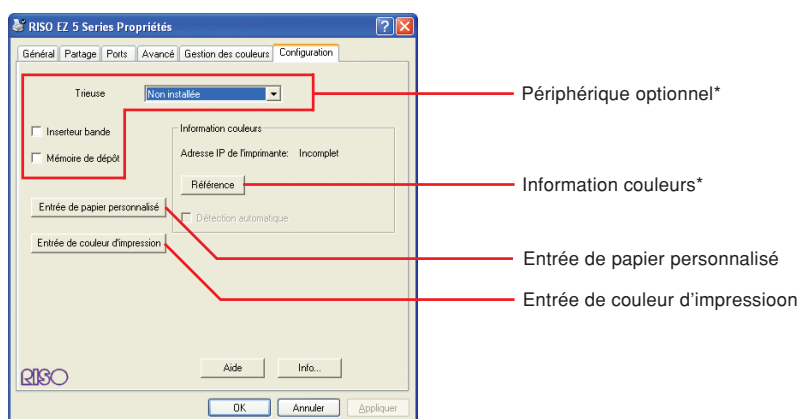 RISO EZ 5 Series Propriétés
Général Partage Ports Avancé Gestion des couleurs Configuration
Trieuse Non installée
Périphérique optionnel*
Inserteur bande
Information couleurs
Mémoire de dépôt
Adresse IP de l'imprimante: Incomplet
Référence
Information couleurs*
Entrée de papier personnalisé
Détection automatique
Entrée de couleur d'impression
Entrée de papier personnalisé
Entrée de couleur d'impressioon
Aide Info...
RISO
OK Annuler Appliquer